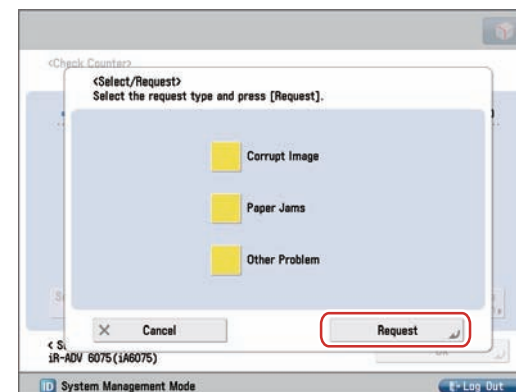 <Check Counter>
<Select/Request>
Select the request type and press [Request].
Corrupt Image
Paper Jams
Other Problem
Cancel
Request
iR-ADV 6075(iA6075)
System Management Mode
Log Out